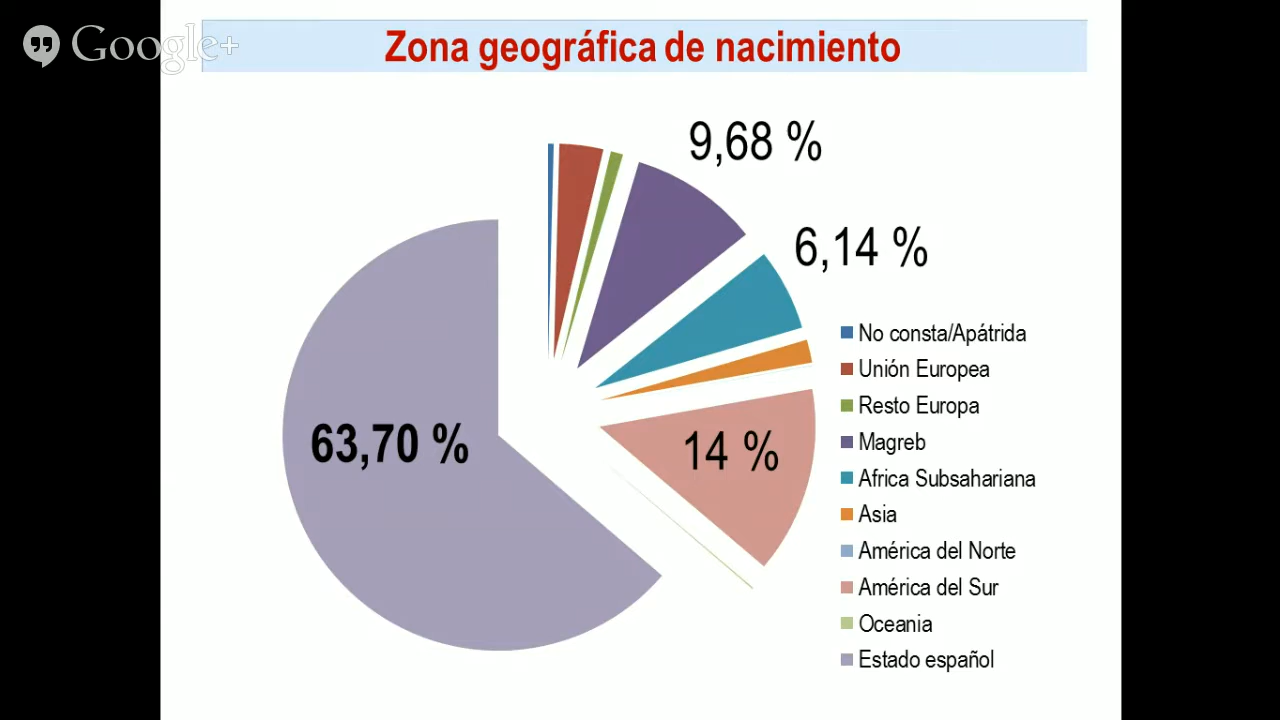 Google+
Zona geográfica de nacimiento
9,68 %
6,14 %
63,70 %
14 %
No consta/Apátrida
Unión Europea
Resto Europa
Magreb
Africa Subsahariana
Asia
América del Norte
América del Sur
Oceania
Estado español